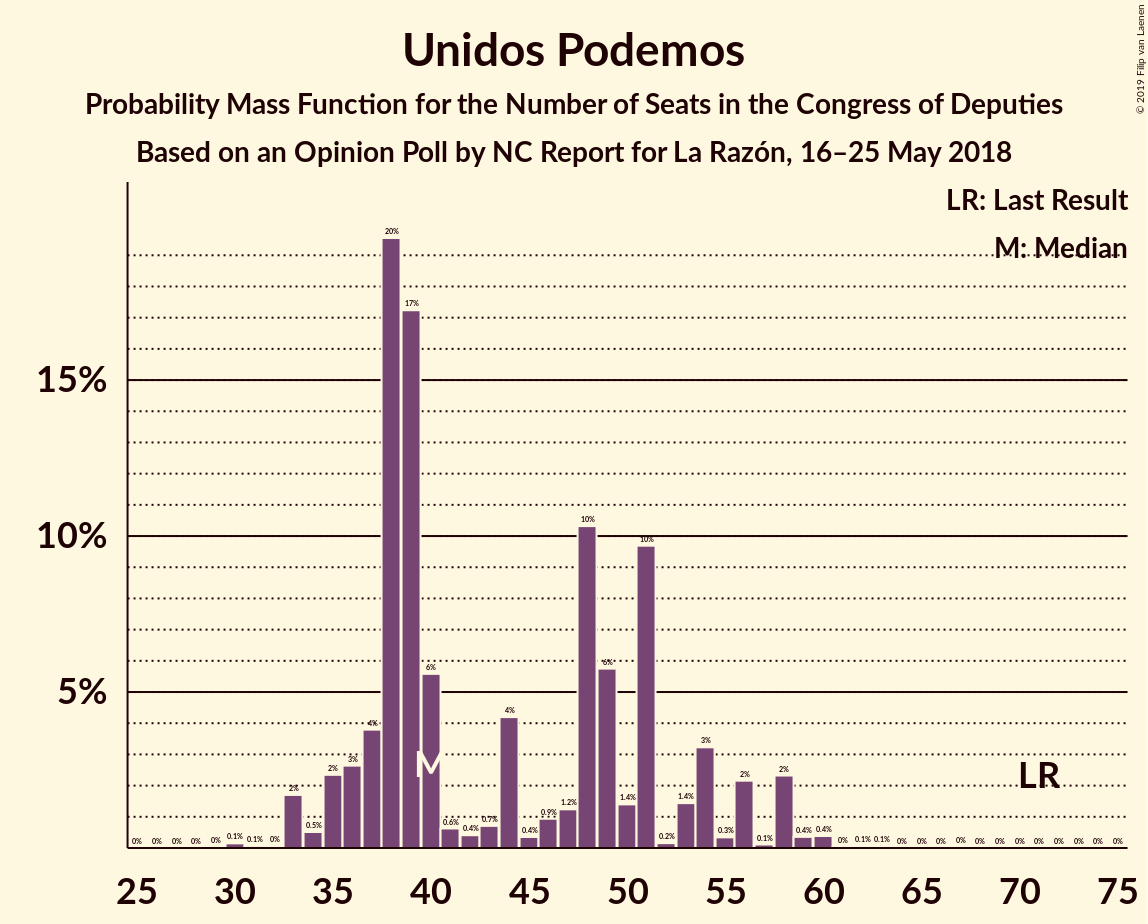 © 2019 Filip van Laenen
Unidos Podemos
Probability Mass Function for the Number of Seats in the Congress of Deputies
Based on an Opinion Poll by NC Report for La Razón, 16–25 May 2018
LR: Last Result
M: Median
15%
10%
5%
0% 0% 0% 0% 0% 0.1% 0.1% 0% 2% 0.5% 2% 3% 4% 20% 17% 6% 0.6% 0.4% 0.7% 4% 0.4% 0.9% 1.2% 10% 6% 1.4% 10% 0.2% 1.4% 3% 0.3% 2% 0.1% 2% 0.4% 0.4% 0% 0.1% 0.1% 0% 0% 0% 0% 0% 0% 0% 0% 0% 0% 0% 0%
M
LR
25 30 35 40 45 50 55 60 65 70 75